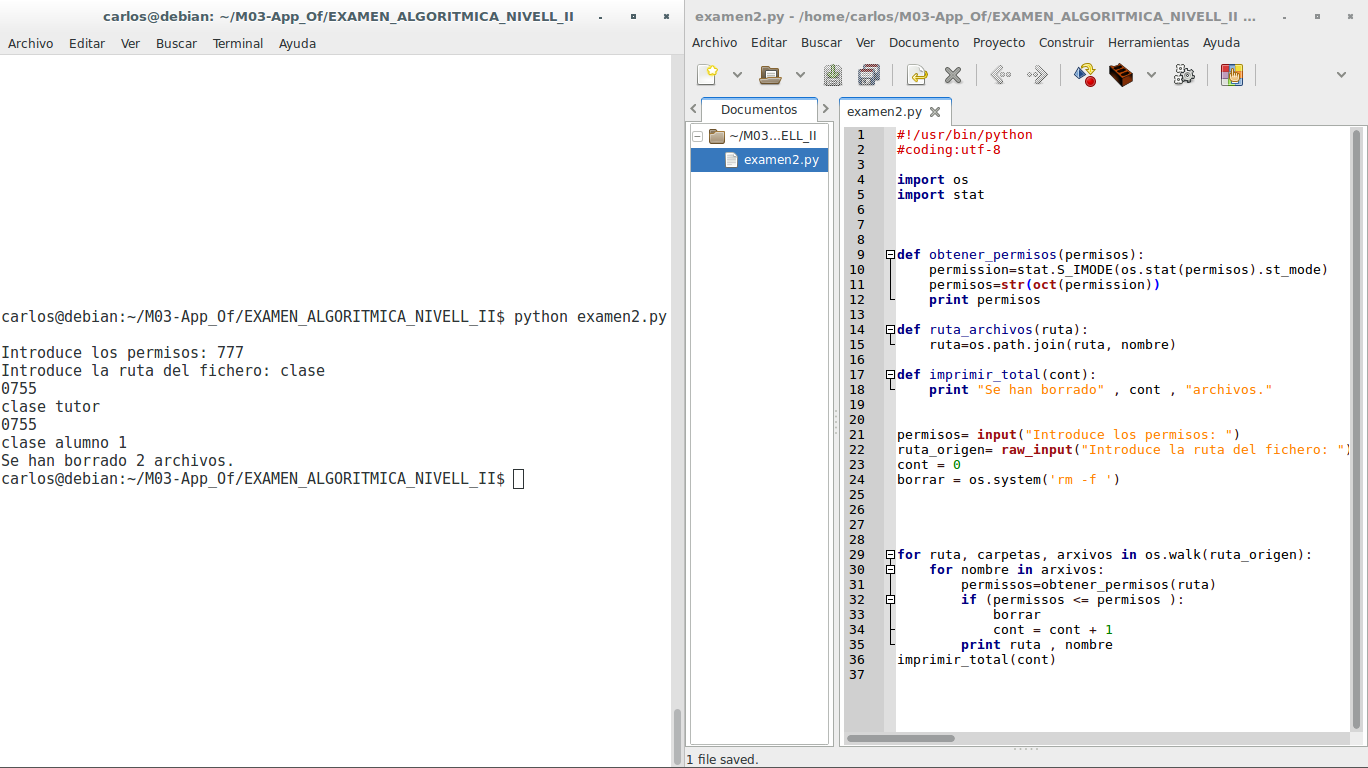 carlos@debian: ~/M03-App_Of/EXAMEN_ALGORITMICA_NIVELL_II
Archivo Editar Ver Buscar Terminal Ayuda
carlos@debian:~/M03-App_Of/EXAMEN_ALGORITMICA_NIVELL_II$ python examen2.py
Introduce los permisos: 777
Introduce la ruta del fichero: clase
0755
clase tutor
0755
clase alumno 1
Se han borrado 2 archivos.
carlos@debian:~/M03-App_Of/EXAMEN_ALGORITMICA_NIVELL_II$
examen2.py - /home/carlos/M03-App_Of/EXAMEN_ALGORITMICA_NIVELL_II ...
Archivo Editar Buscar Ver Documento Proyecto Construir Herramientas Ayuda
Documentos
~/M03...ELL_II
examen2.py
examen2.py
1 #!/usr/bin/python
2 #coding:utf-8
3
4 import os
5 import stat
6
7
8
9 def obtener_permisos(permisos):
10     permission=stat.S_IMODE(os.stat(permisos).st_mode)
11     permisos=str(oct(permission))
12     print permisos
13
14 def ruta_archivos(ruta):
15     ruta=os.path.join(ruta, nombre)
16
17 def imprimir_total(cont):
18     print "Se han borrado" , cont , "archivos."
19
20
21 permisos= input("Introduce los permisos: ")
22 ruta_origen= raw_input("Introduce la ruta del fichero: ")
23 cont = 0
24 borrar = os.system('rm -f ')
25
26
27
28
29 for ruta, carpetas, arxivos in os.walk(ruta_origen):
30     for nombre in arxivos:
31         permissos=obtener_permisos(ruta)
32         if (permissos <= permisos ):
33             borrar
34             cont = cont + 1
35         print ruta , nombre
36 imprimir_total(cont)
37
1 file saved.